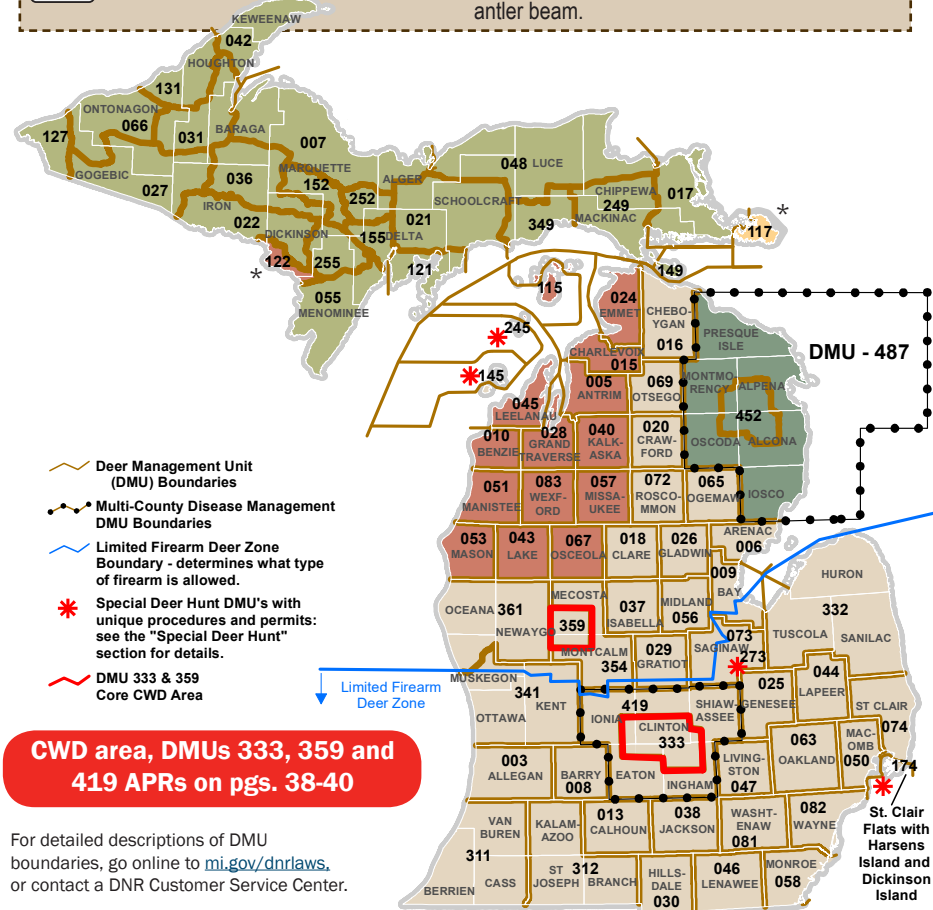 antler beam.
KEWEENAW
042
HOUGHTON
131
ONTONAGON
066
127
031
BARAGA
007
GOGEBIC
027
036
IRON
022
MARQUETTE
152
252
ALGER
048
LUCE
SCHOOLCRAFT
CHIPPEWA
017
249
MACKINAC
349
021
DELTA
155
DICKINSON
*
117
*
122
255
121
149
055
MENOMINEE
115
024
EMMET
CHEBO-
YGAN
016
PRESQUE
ISLE
DMU - 487
245
145
CHARLEVOIX
015
005
ANTRIM
069
OTSEGO
MONTMO-
RENCY
ALPENA
452
045
LEELANAU
010
BENZIE
028
GRAND
TRAVERSE
040
KALK-
ASKA
020
CRAW-
FORD
OSCODA
ALCONA
051
MANISTEE
083
WEXF-
ORD
057
MISSA-
UKEE
072
ROSCO-
MMON
065
OGEMAW
IOSCO
053
MASON
043
LAKE
067
OSCEOLA
018
CLARE
026
GLADWIN
ARENAC
006
009
BAY
HURON
OCEANA
361
NEWAYGO
MECOSTA
359
037
ISABELLA
MIDLAND
056
332
TUSCOLA
SANILAC
MONTCALM
354
029
GRATIOT
073
SAGINAW
273
MUSKEGON
341
KENT
OTTAWA
419
IONIA
CLINTON
333
SHIAW-
ASSEE
025
GENESEE
044
LAPEER
ST CLAIR
074
003
ALLEGAN
BARRY
008
EATON
INGHAM
LIVING-
STON
047
063
OAKLAND
MAC-
OMB
050
174
VAN
BUREN
KALAM-
AZOO
013
CALHOUN
038
JACKSON
WASHT-
ENAW
081
082
WAYNE
311
BERRIEN
CASS
ST
JOSEPH
312
BRANCH
HILLS-
DALE
030
046
LENAWEE
MONROE
058
St. Clair
Flats with
Harsens
Island and
Dickinson
Island
Deer Management Unit
(DMU) Boundaries
Multi-County Disease Management
DMU Boundaries
Limited Firearm Deer Zone
Boundary - determines what type
of firearm is allowed.
Special Deer Hunt DMU's with
unique procedures and permits:
see the "Special Deer Hunt"
section for details.
DMU 333 & 359
Core CWD Area
Limited Firearm
Deer Zone
CWD area, DMUs 333, 359 and
419 APRs on pgs. 38-40
For detailed descriptions of DMU
boundaries, go online to mi.gov/dnrlaws,
or contact a DNR Customer Service Center.